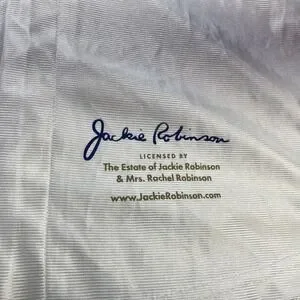 Jackie Robinson
LICENSED BY
The Estate of Jackie Robinson
& Mrs. Rachel Robinson
www.JackieRobinson.com